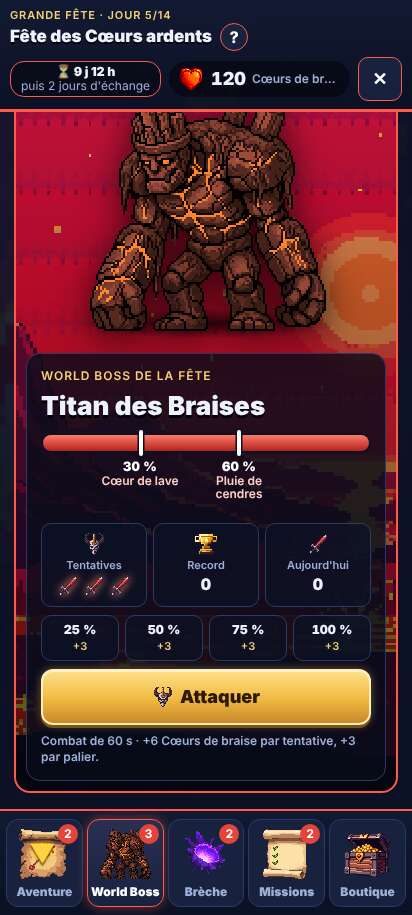 GRANDE FÊTE · JOUR 5/14
Fête des Cœurs ardents ?
9 j 12 h
puis 2 jours d'échange
120 Cœurs de br...
WORLD BOSS DE LA FÊTE
Titan des Braises
30 % 60 %
Cœur de lave Pluie de
cendres
Tentatives Record Aujourd'hui
0 0
25 % 50 % 75 % 100 %
+3 +3 +3 +3
Attaquer
Combat de 60 s · +6 Cœurs de braise par tentative, +3
par palier.
2 3 2 2
Aventure World Boss Brèche Missions Boutique